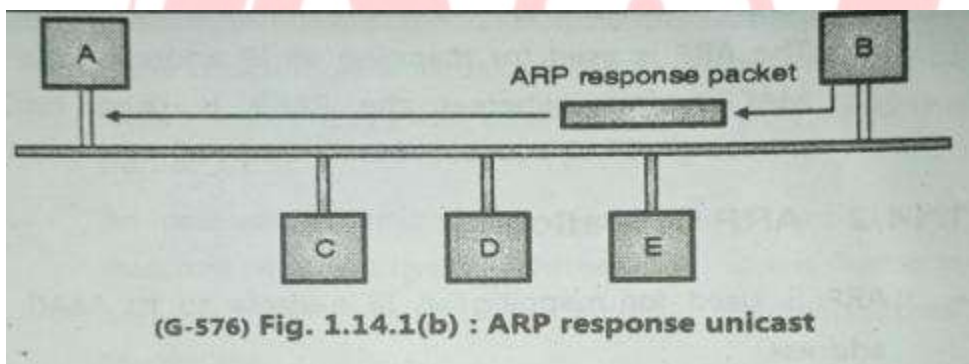 A
B
ARP response packet
C
D
E
(G-576) Fig. 1.14.1(b) : ARP response unicast